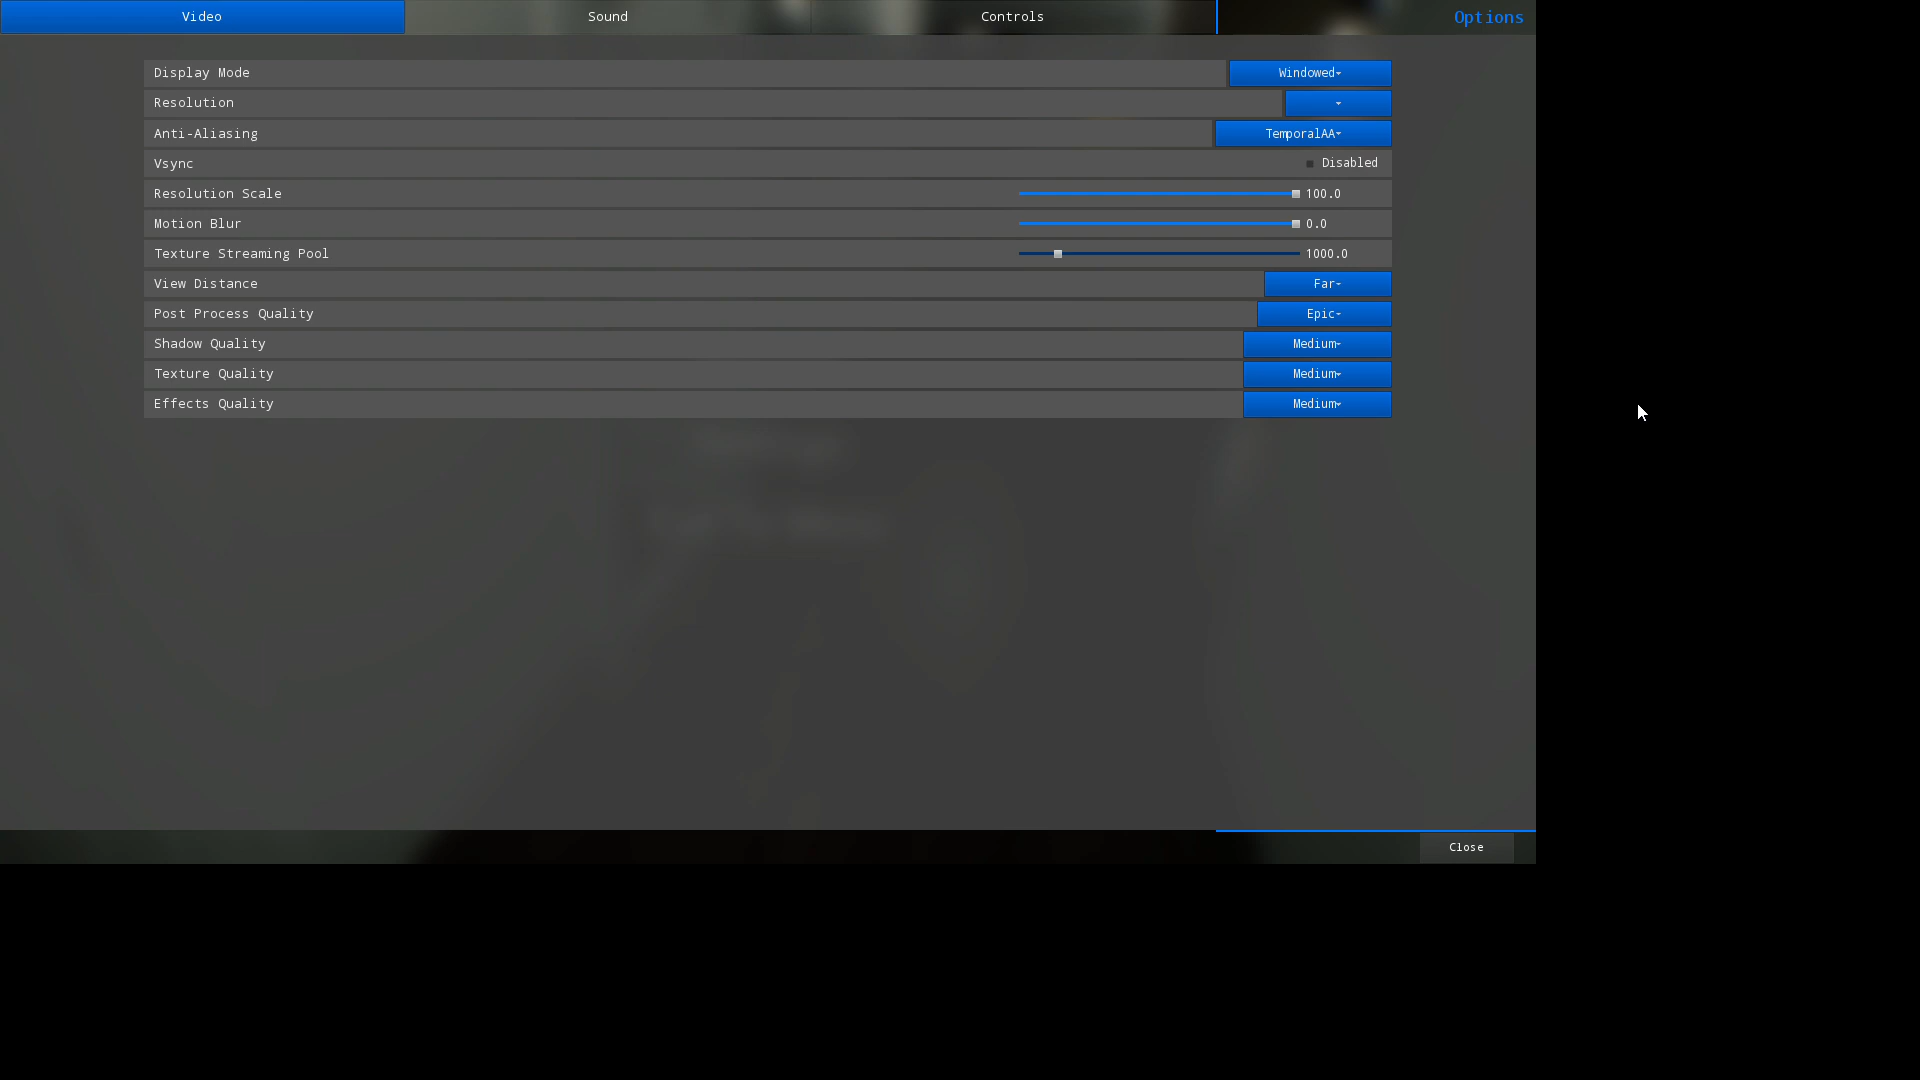 Video Sound Controls Options
Display Mode Windowed
Resolution
Anti-Aliasing TemporalAA
Vsync Disabled
Resolution Scale 100.0
Motion Blur 0.0
Texture Streaming Pool 1000.0
View Distance Far
Post Process Quality Epic
Shadow Quality Medium
Texture Quality Medium
Effects Quality Medium
Close